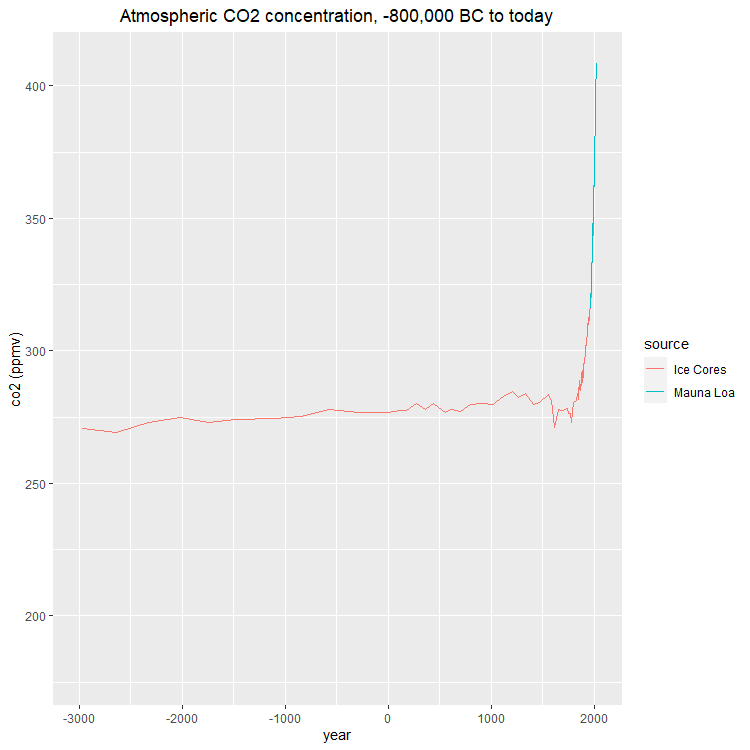 Atmospheric CO2 concentration, -800,000 BC to today
400
350
300
250
200
co2 (ppmv)
-3000 -2000 -1000 0 1000 2000
year
source
Ice Cores
Mauna Loa